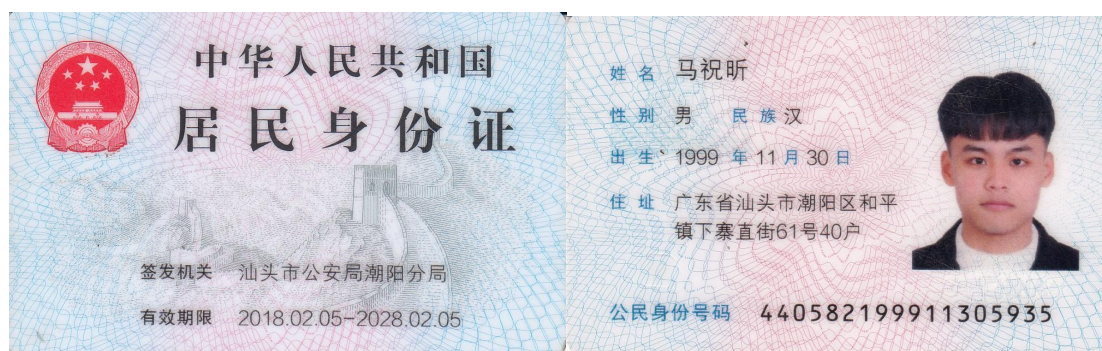 中华人民共和国
居民身份证
签发机关 汕头市公安局潮阳分局
有效期限 2018.02.05-2028.02.05
姓名 马祝昕
性别 男 民族 汉
出生 1999 年 11 月 30 日
住址 广东省汕头市潮阳区和平
镇下寨直街61号40户
公民身份号码 440582199911305935